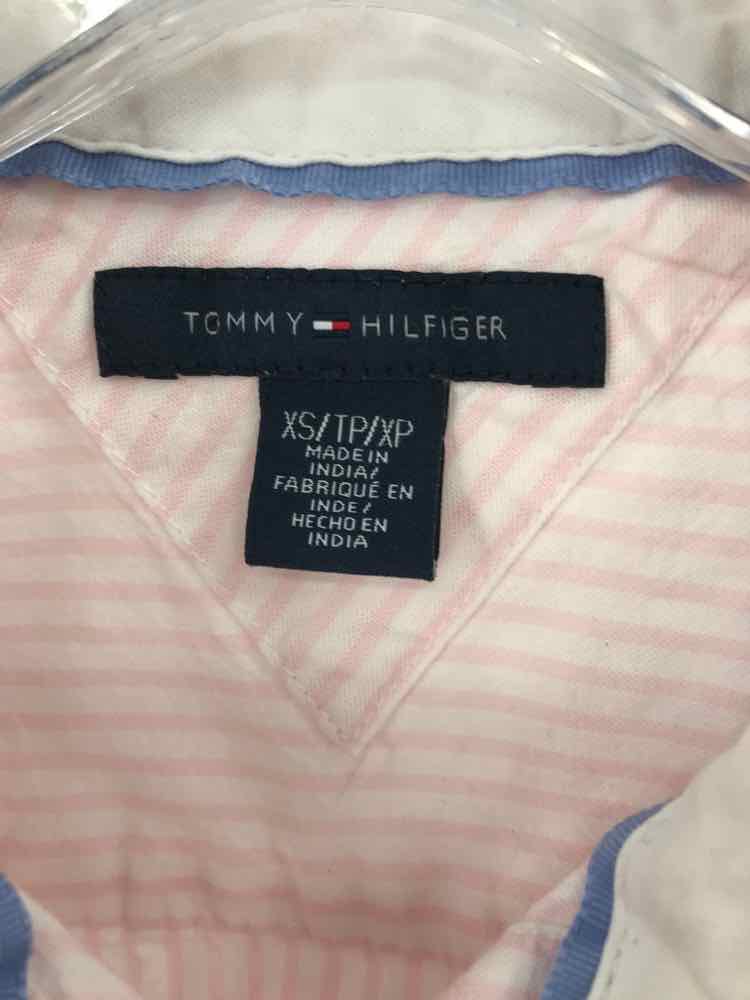 TOMMY HILFIGER
XS/TP/XP
MADE IN
INDIA/
FABRIQUÉ EN
INDE/
HECHO EN
INDIA